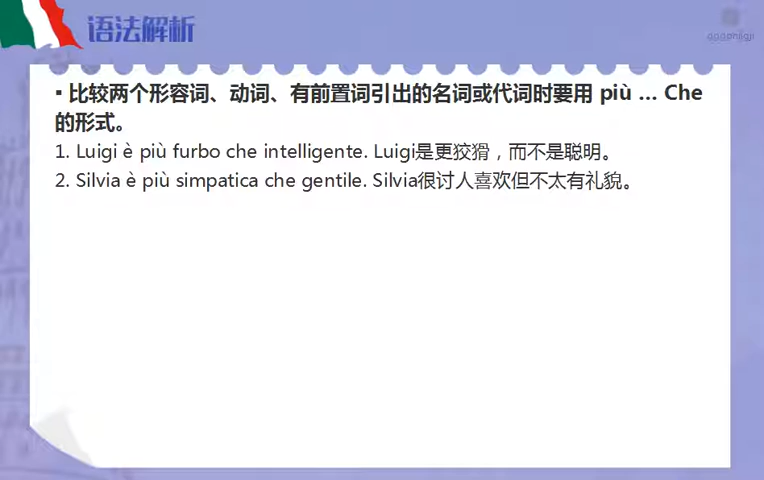 语法解析
▪ 比较两个形容词、动词、有前置词引出的名词或代词时要用 più … Che
的形式。
1. Luigi è più furbo che intelligente. Luigi是更狡猾，而不是聪明。
2. Silvia è più simpatica che gentile. Silvia很讨人喜欢但不太有礼貌。